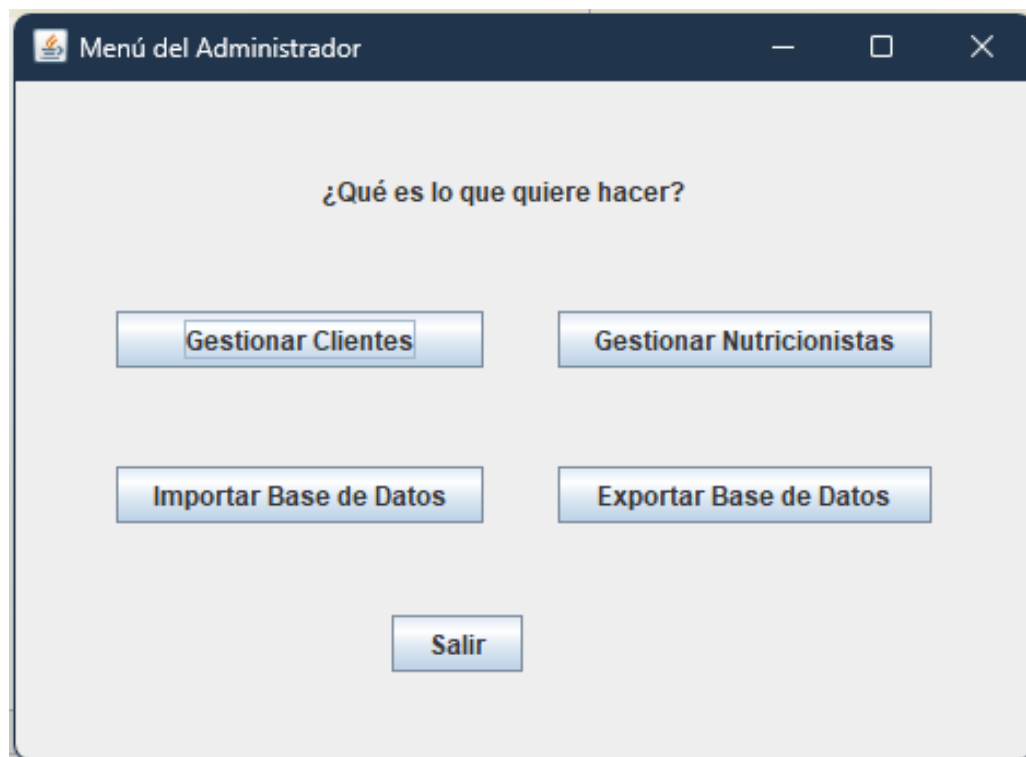 Menú del Administrador
¿Qué es lo que quiere hacer?
Gestionar Clientes
Gestionar Nutricionistas
Importar Base de Datos
Exportar Base de Datos
Salir